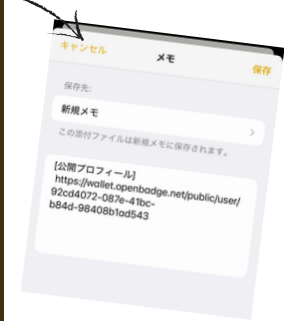 キャンセル メモ 保存
保存先:
新規メモ
この添付ファイルは新規メモに保存されます。
[公開プロフィール]
https://wallet.openbadge.net/public/user/
92cd4072-087e-41bc-
b84d-98408b1ad543